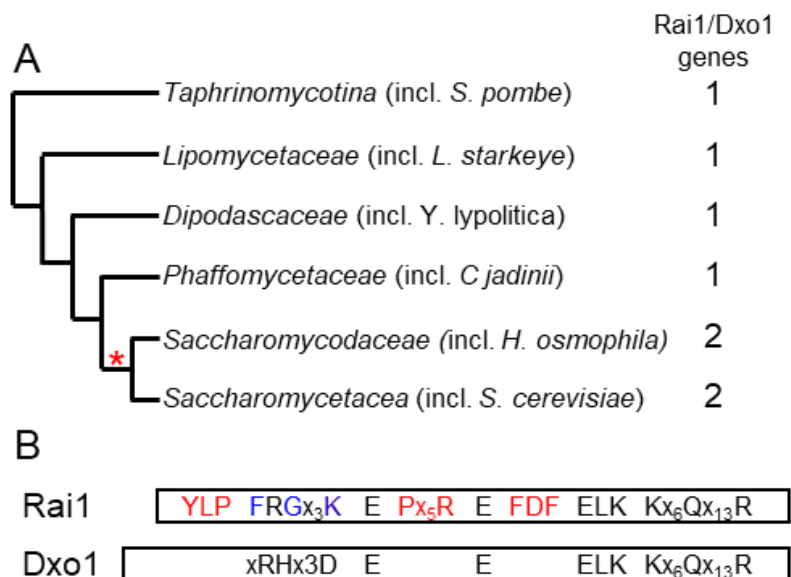 Rai1/Dxo1
genes
A
Taphrinomycotina (incl. S. pombe) 1
Lipomycetaceae (incl. L. starkeye) 1
Dipodascaceae (incl. Y. lypolitica) 1
Phaffomycetaceae (incl. C jadinii) 1
*
Saccharomycodaceae (incl. H. osmophila) 2
Saccharomycetacea (incl. S. cerevisiae) 2
B
Rai1 YLP FRGx₃K E Px₅R E FDF ELK Kx₆Qx₁₃R
Dxo1 xRHx3D E E ELK Kx₆Qx₁₃R